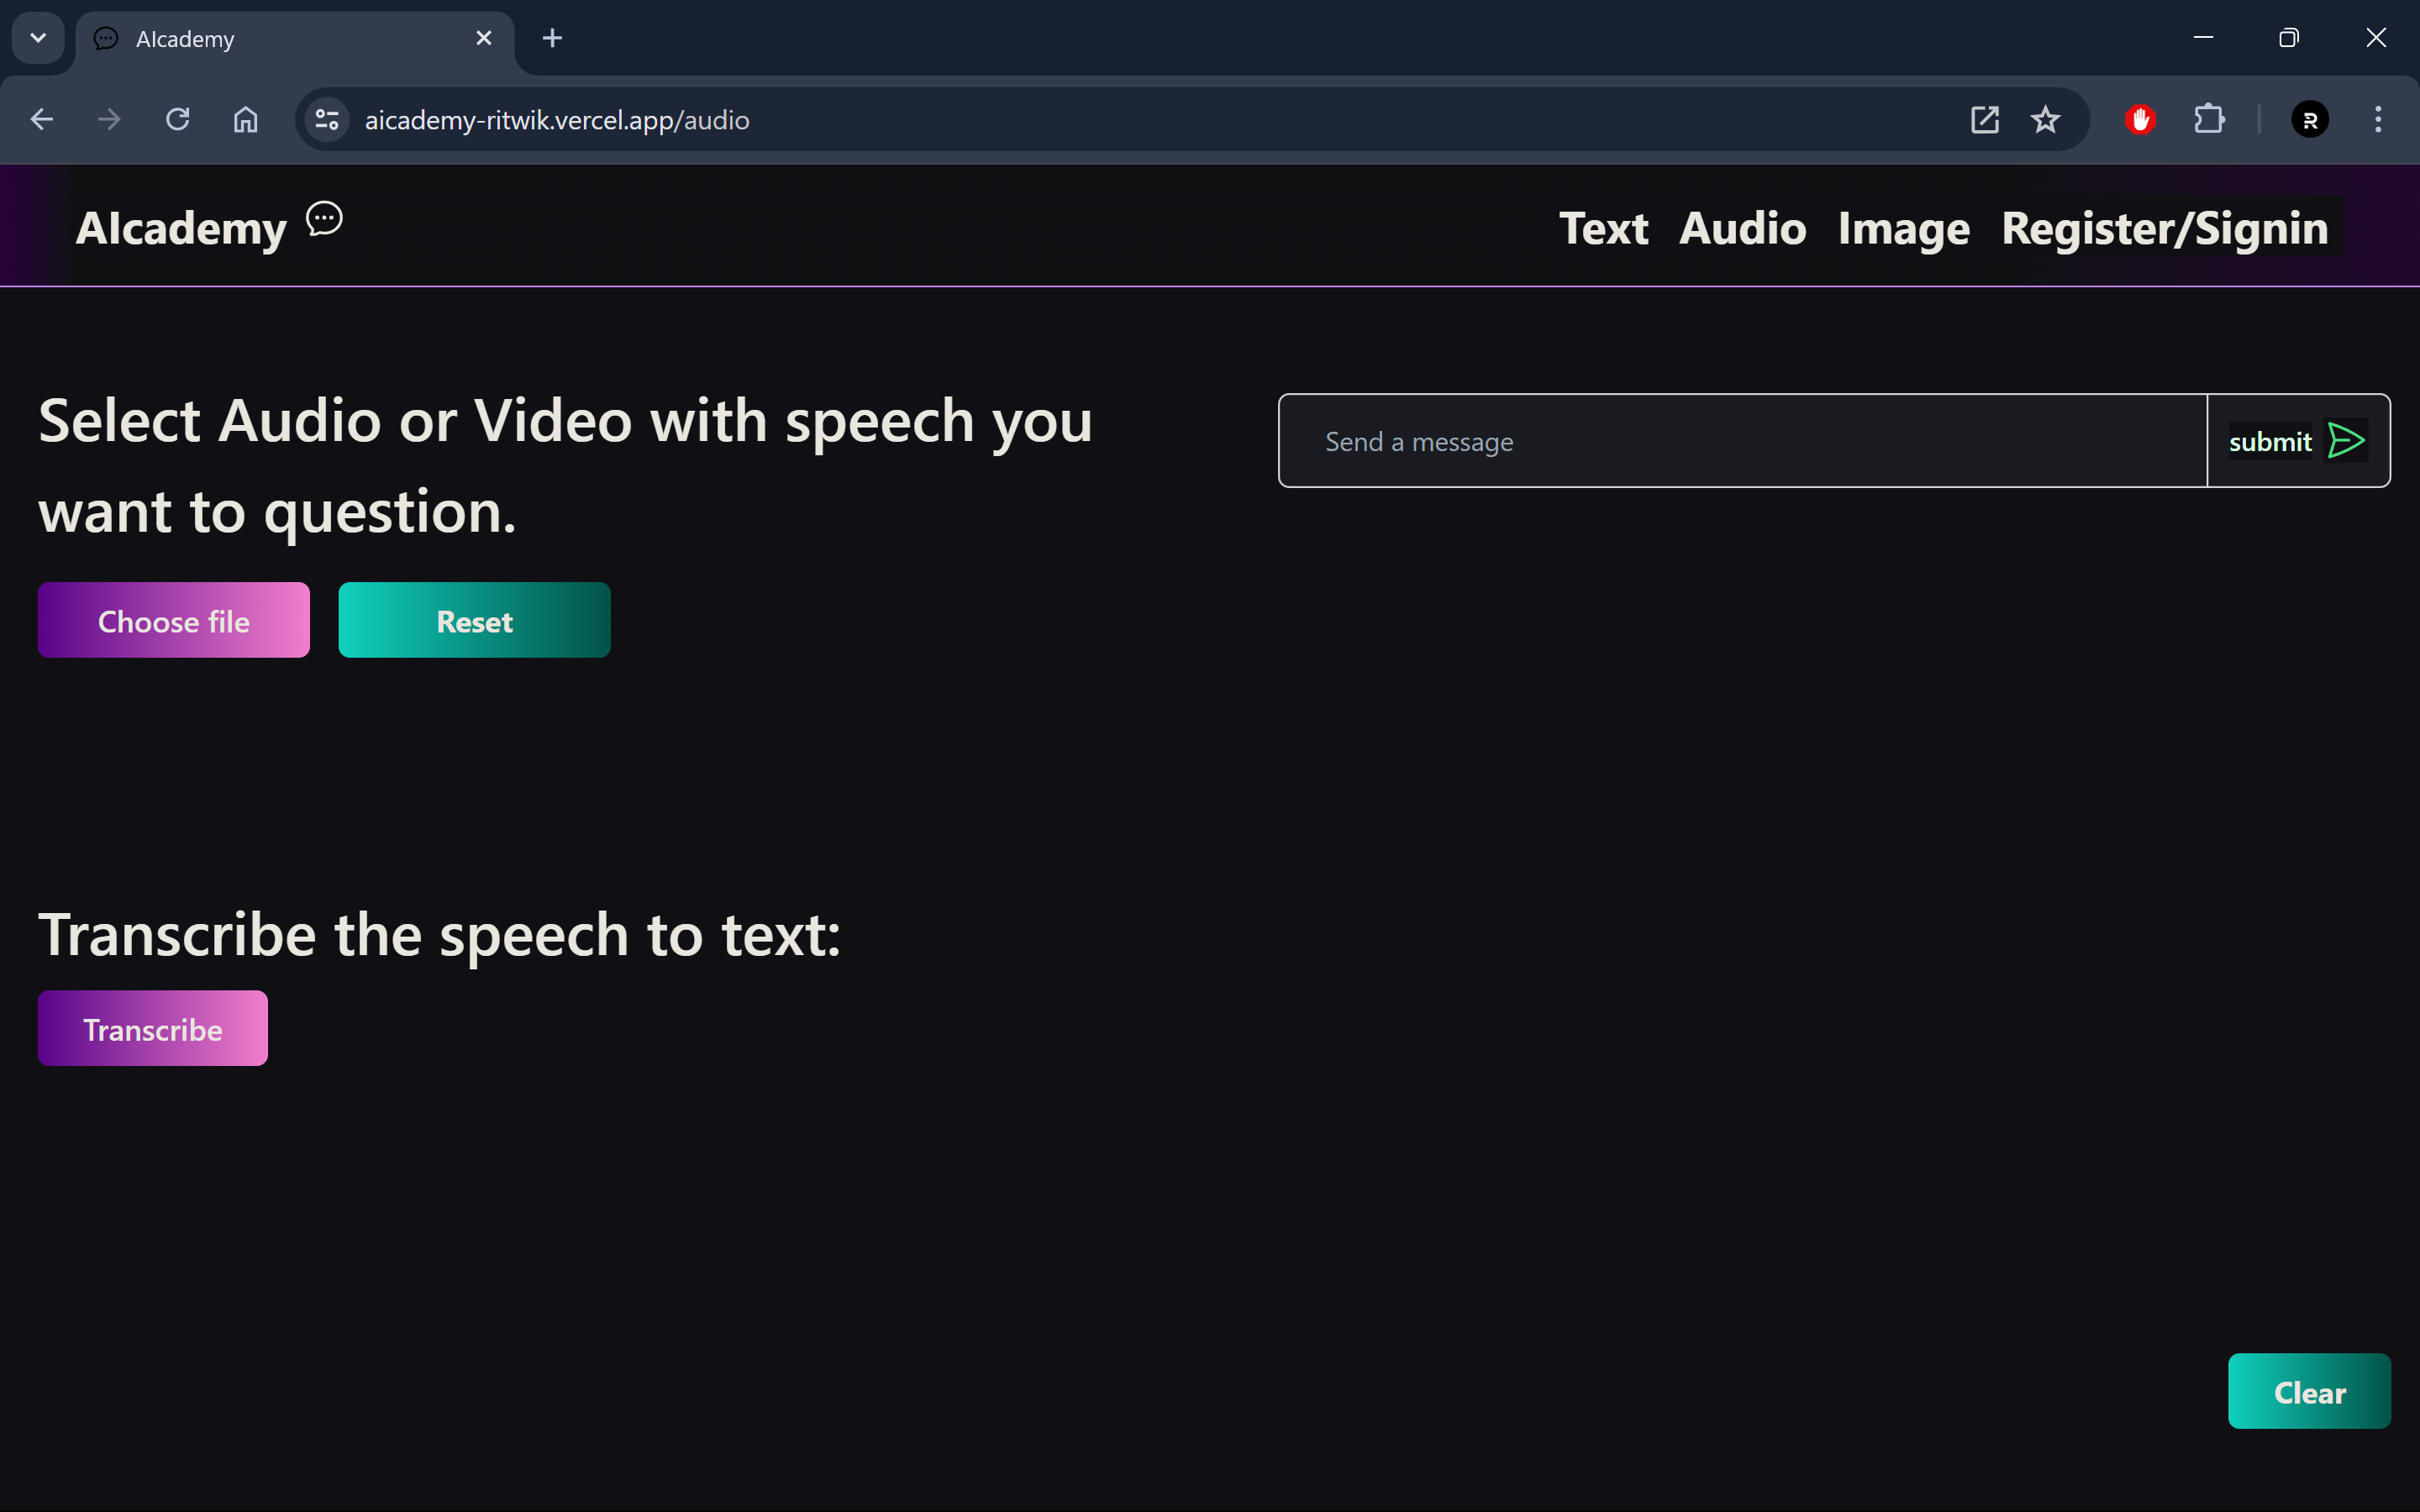 AIcademy
aicademy-ritwik.vercel.app/audio
AIcademy
Text Audio Image Register/Signin
Select Audio or Video with speech you
want to question.
Choose file
Reset
Send a message
submit
Transcribe the speech to text:
Transcribe
Clear